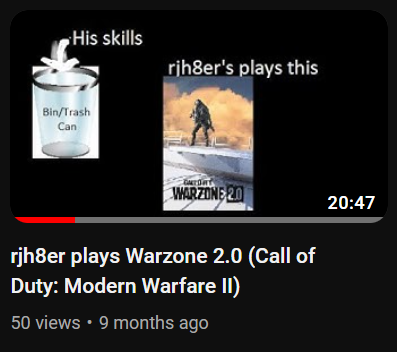 His skills
rjh8er's plays this
Bin/Trash
Can
CALL OF DUTY
WARZONE 2.0
20:47
rjh8er plays Warzone 2.0 (Call of
Duty: Modern Warfare II)
50 views • 9 months ago